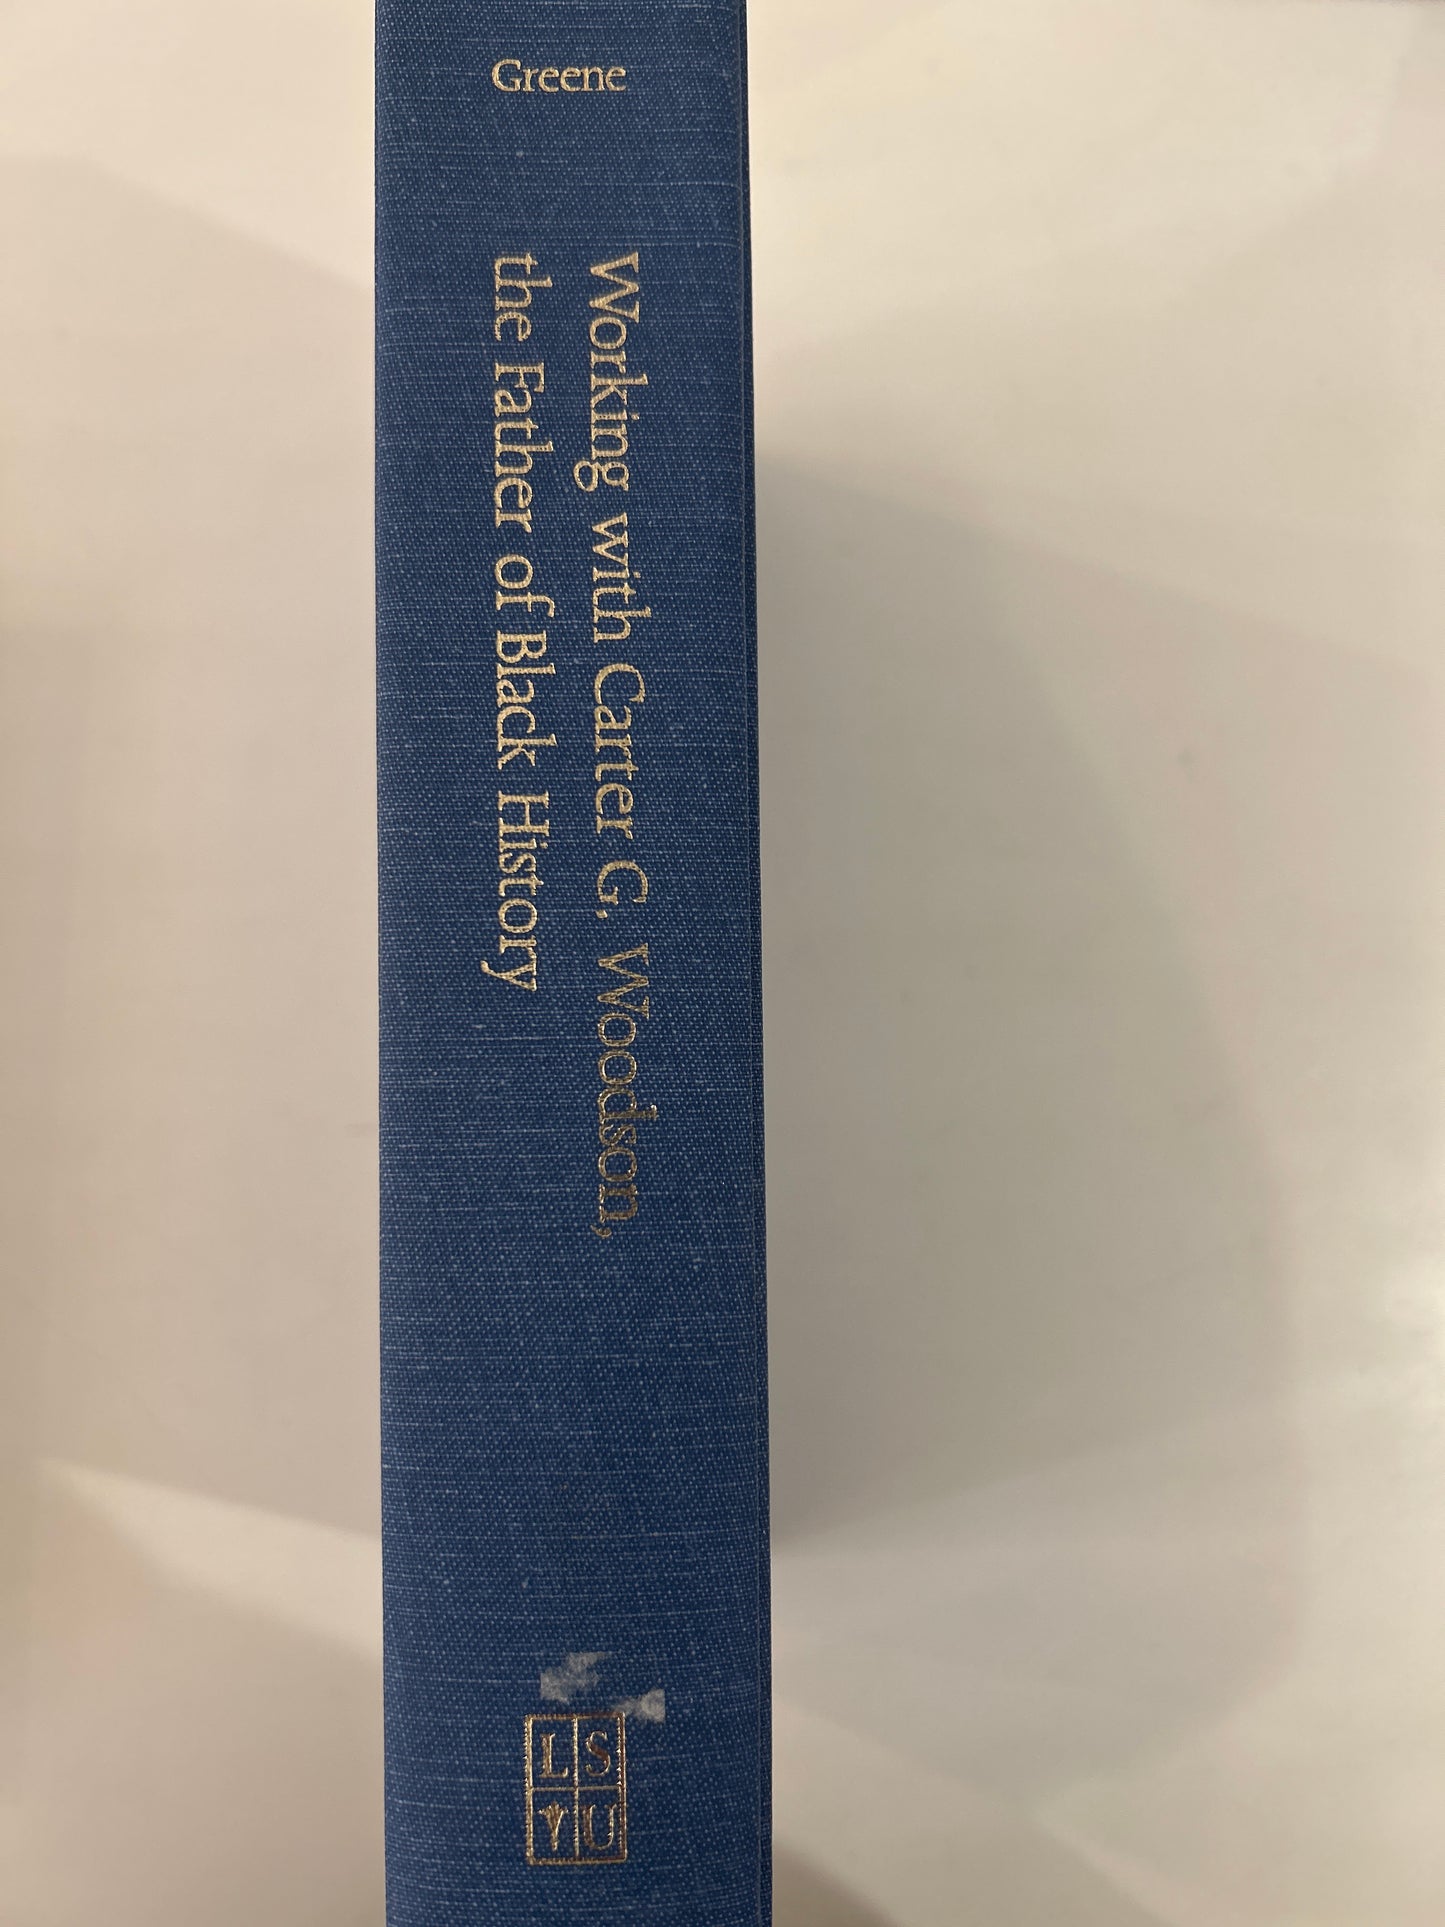 Greene
Working with Carter G. Woodson,
the Father of Black History
L S
U